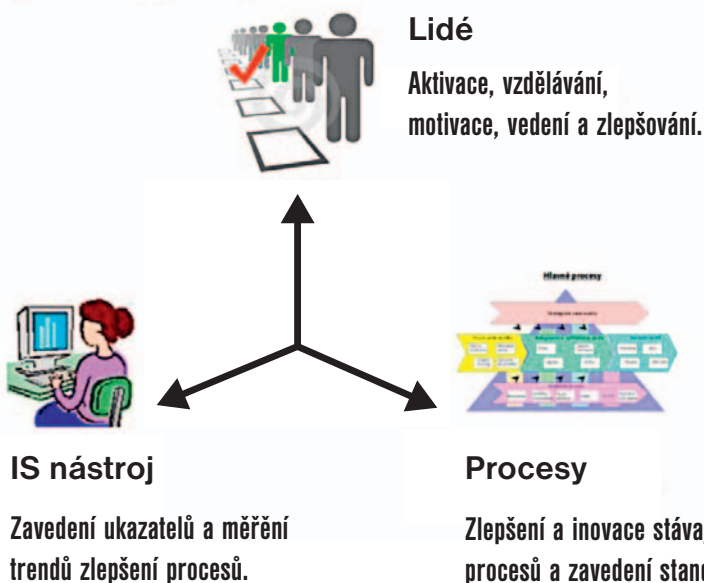 Lidé
Aktivace, vzdělávání,
motivace, vedení a zlepšování.
Hlavné procesy
IS nástroj
Zavedení ukazatelů a měřění
trendů zlepšení procesů.
Procesy
Zlepšení a inovace
procesů a zavedení